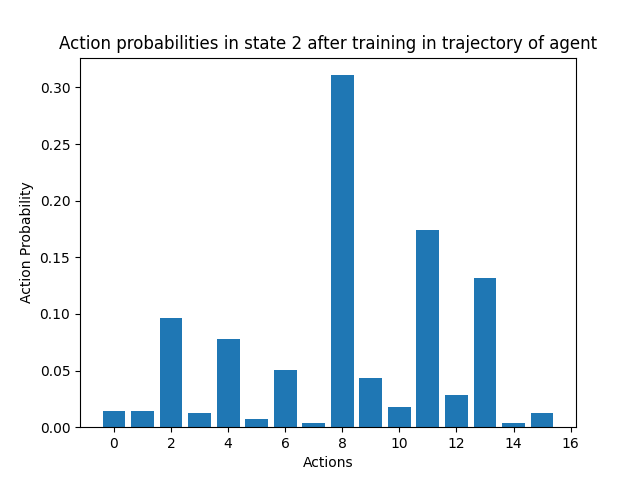 Action probabilities in state 2 after training in trajectory of agent
0.30
0.25
0.20
0.15
0.10
0.05
0.00
Action Probability
0 2 4 6 8 10 12 14 16
Actions